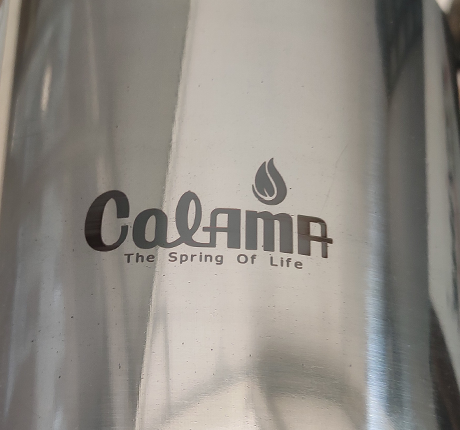 CalAMA
The Spring Of Life